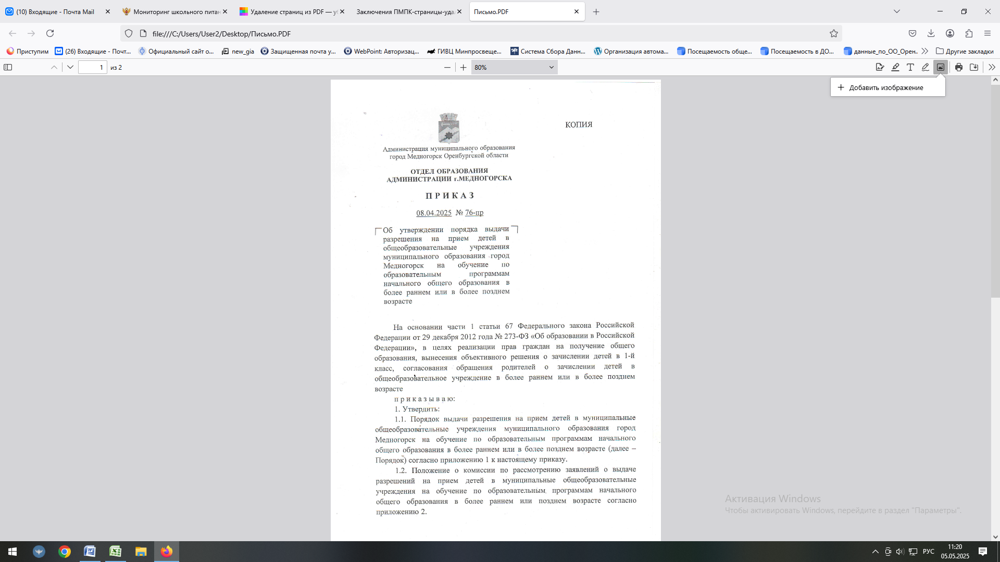 (10) Входящие - Почта Mail
Мониторинг школьного питан
Удаление страниц из PDF — у
Заключения ПМПК-страницы-уда
Письмо.PDF
file:///C:/Users/User2/Desktop/Письмо.PDF
Приступим
(26) Входящие - Почт...
Официальный сайт о...
new_gia
Защищенная почта у...
WebPoint: Авторизац...
ГИВЦ Минпросвеще...
Система Сбора Данн...
Организация автома...
Посещаемость обще...
Посещаемость в ДО...
данные_по_ОО_Орен...
Другие закладки
1 из 2
80%
Добавить изображение
КОПИЯ
Администрация муниципального образования
город Медногорск Оренбургской области
ОТДЕЛ ОБРАЗОВАНИЯ
АДМИНИСТРАЦИИ г.МЕДНОГОРСКА
П Р И К А З
08.04.2025 № 76-пр
Об утверждении порядка выдачи
разрешения на прием детей в
общеобразовательные учреждения
муниципального образования город
Медногорск на обучение по
образовательным программам
начального общего образования в
более раннем или в более позднем
возрасте
На основании части 1 статьи 67 Федерального закона Российской
Федерации от 29 декабря 2012 года № 273-ФЗ «Об образовании в Российской
Федерации», в целях реализации прав граждан на получение общего
образования, вынесения объективного решения о зачислении детей в 1-й
класс, согласования обращения родителей о зачислении детей в
общеобразовательное учреждение в более раннем или в более позднем
возрасте
п р и к а з ы в а ю:
1. Утвердить:
1.1. Порядок выдачи разрешения на прием детей в муниципальные
общеобразовательные учреждения муниципального образования город
Медногорск на обучение по образовательным программам начального
общего образования в более раннем или в более позднем возрасте (далее –
Порядок) согласно приложению 1 к настоящему приказу.
1.2. Положение о комиссии по рассмотрению заявлений о выдаче
разрешений на прием детей в муниципальные общеобразовательные
учреждения на обучение по образовательным программам начального
общего образования в более раннем или позднем возрасте согласно
приложению 2.
Активация Windows
Чтобы активировать Windows, перейдите в раздел "Параметры".
РУС
11:20
05.05.2025